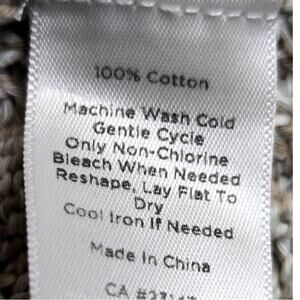 100% Cotton
Machine Wash Cold
Gentle Cycle
Only Non-Chlorine
Bleach When Needed
Reshape, Lay Flat To
Dry
Cool Iron If Needed
Made In China
CA